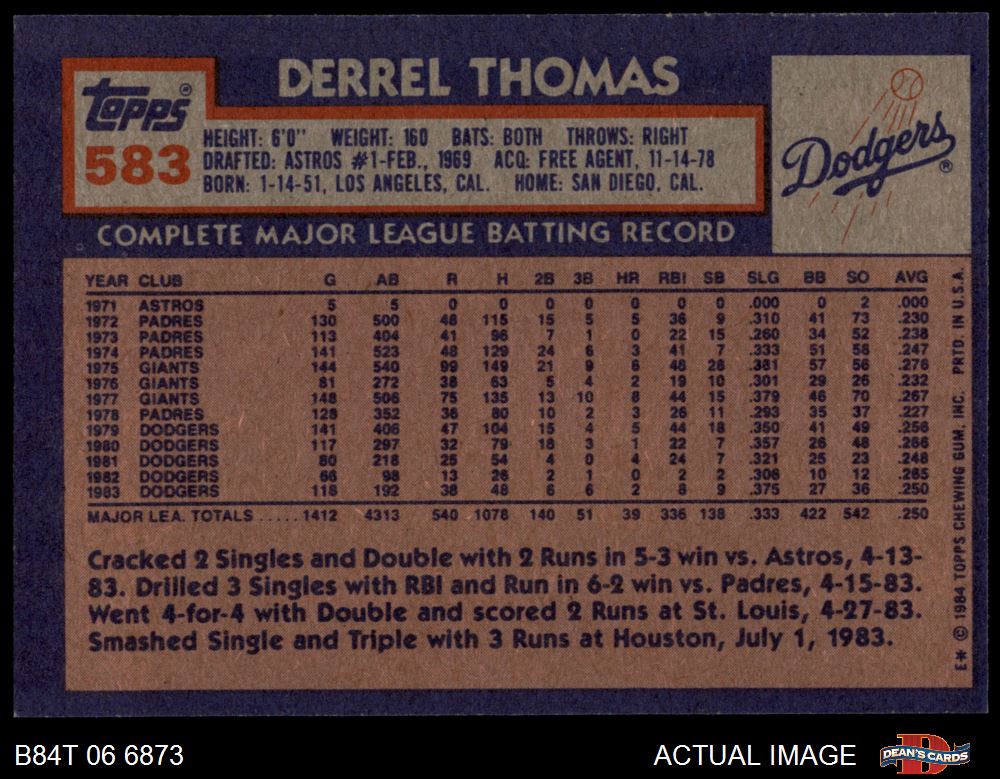 DERREL THOMAS
Topps®
583
HEIGHT: 6'0" WEIGHT: 160 BATS: BOTH THROWS: RIGHT
DRAFTED: ASTROS #1-FEB., 1969 ACQ: FREE AGENT, 11-14-78
BORN: 1-14-51, LOS ANGELES, CAL. HOME: SAN DIEGO, CAL.
Dodgers®
COMPLETE MAJOR LEAGUE BATTING RECORD
YEAR CLUB G AB R H 2B 3B HR RBI SB SLG BB SO AVG
1971 ASTROS 5 5 0 0 0 0 0 0 0 .000 0 2 .000
1972 PADRES 130 500 48 115 15 5 5 36 9 .310 41 73 .230
1973 PADRES 113 404 41 96 7 1 0 22 15 .260 34 52 .238
1974 PADRES 141 523 48 129 24 6 3 41 7 .333 51 58 .247
1975 GIANTS 144 540 99 149 21 9 6 48 28 .381 57 56 .276
1976 GIANTS 81 272 38 63 5 4 2 19 10 .301 29 26 .232
1977 GIANTS 148 506 75 135 13 10 8 44 15 .379 46 70 .267
1978 PADRES 128 352 36 80 10 2 3 26 11 .293 35 37 .227
1979 DODGERS 141 406 47 104 15 4 5 44 18 .350 41 49 .256
1980 DODGERS 117 297 32 79 18 3 1 22 7 .357 26 48 .266
1981 DODGERS 80 218 25 54 4 0 4 24 7 .321 25 23 .248
1982 DODGERS 66 98 13 26 2 1 0 2 2 .306 10 12 .265
1983 DODGERS 118 192 38 48 6 6 2 8 9 .375 27 36 .250
MAJOR LEA. TOTALS ..... 1412 4313 540 1078 140 51 39 336 138 .333 422 542 .250
Cracked 2 Singles and Double with 2 Runs in 5-3 win vs. Astros, 4-13-
83. Drilled 3 Singles with RBI and Run in 6-2 win vs. Padres, 4-15-83.
Went 4-for-4 with Double and scored 2 Runs at St. Louis, 4-27-83.
Smashed Single and Triple with 3 Runs at Houston, July 1, 1983.
E* © 1984 TOPPS CHEWING GUM, INC. PRTD. IN U.S.A.
B84T 06 6873
ACTUAL IMAGE
DEAN'S CARDS